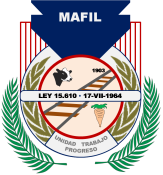 MAFIL
1903
LEY 15.610 - 17-VII-1964
UNIDAD TRABAJO
PROGRESO